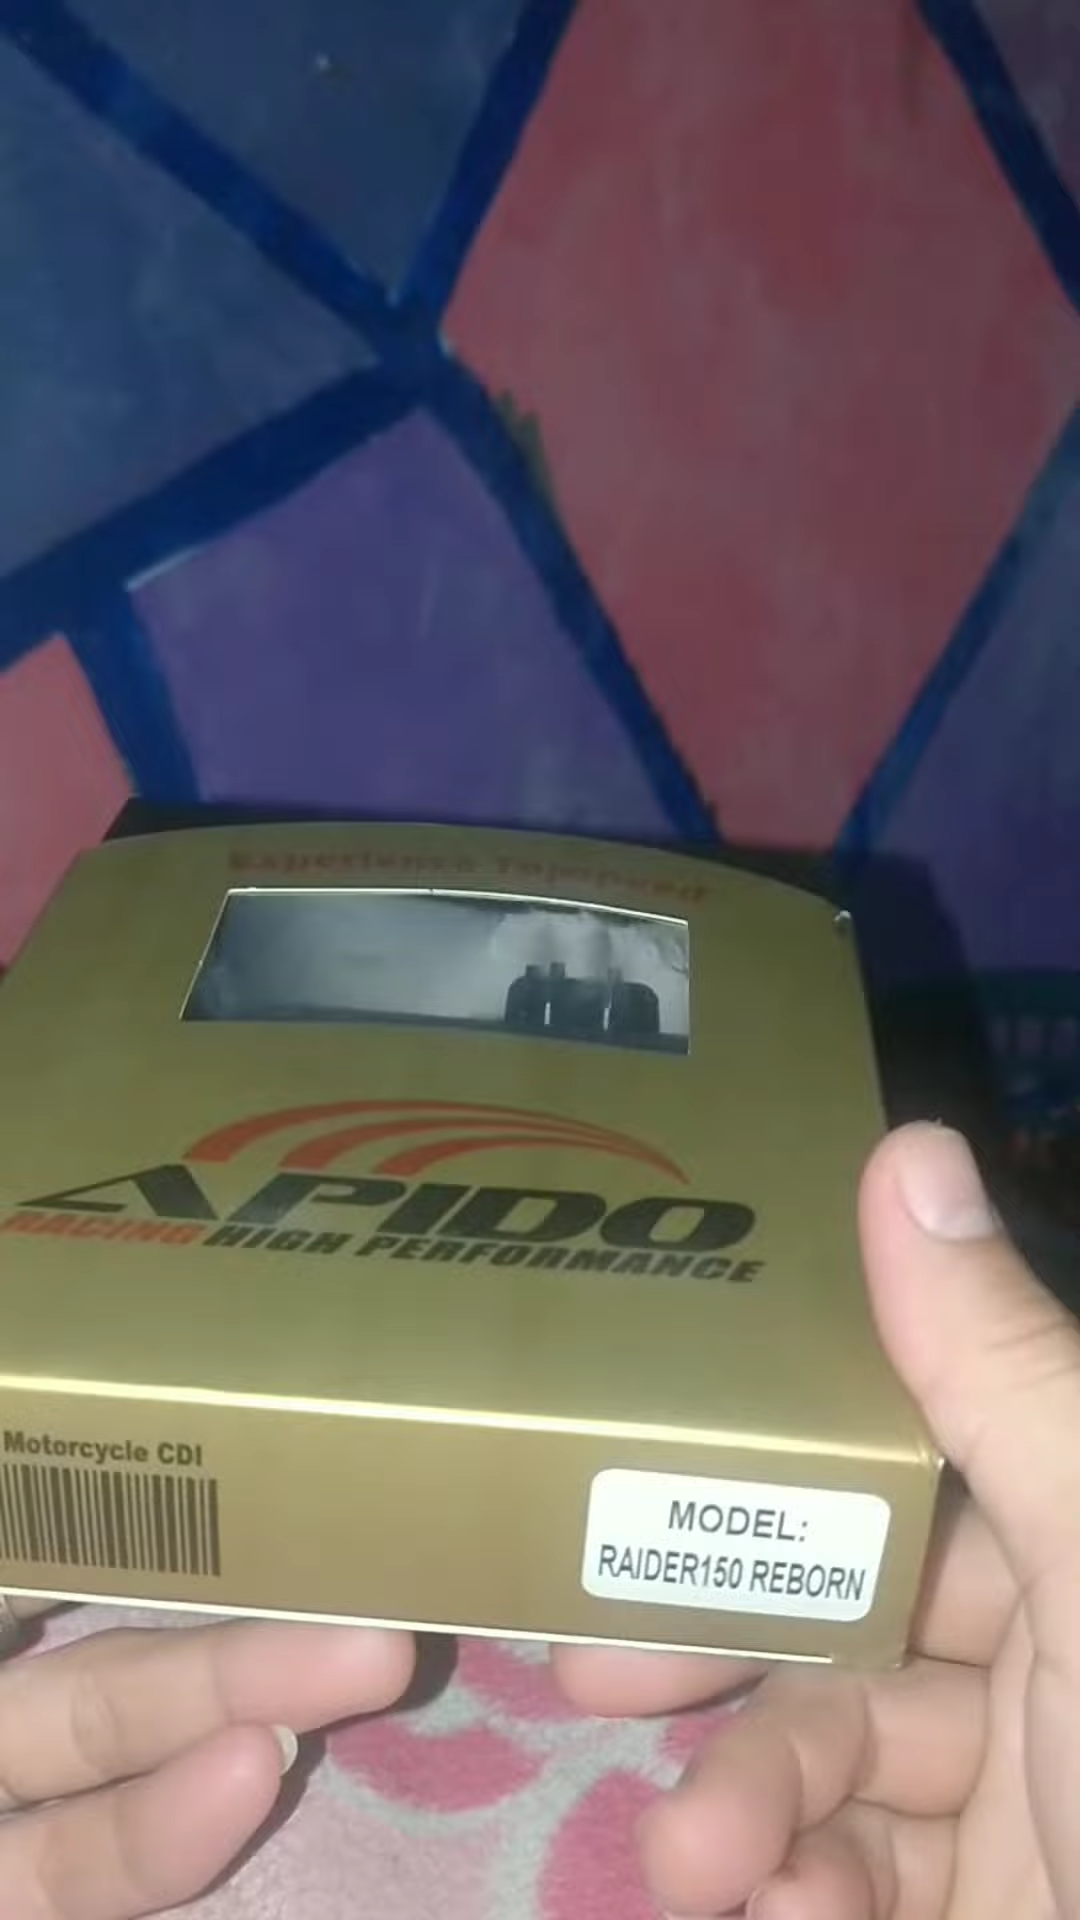 Experience Topspeed
APIDO
RACING HIGH PERFORMANCE
Motorcycle CDI
MODEL:
RAIDER150 REBORN